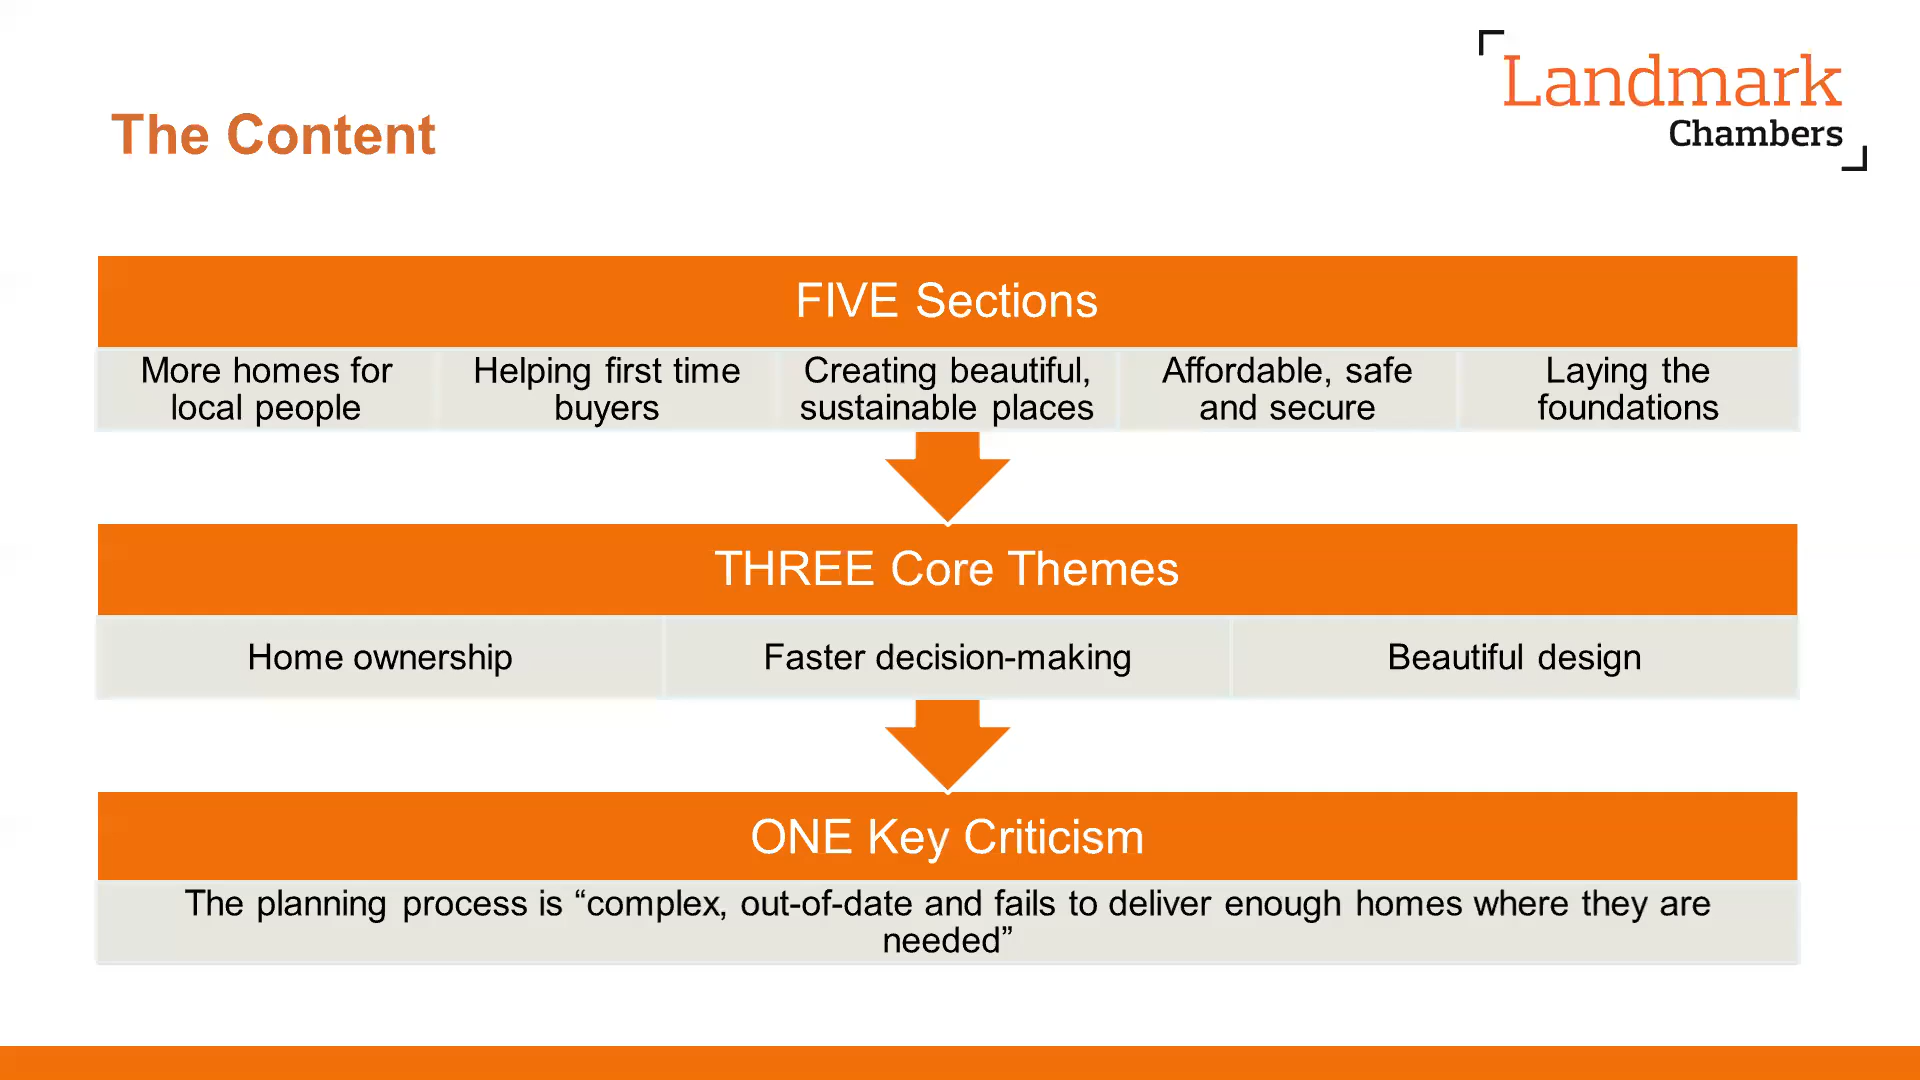 Landmark
Chambers
The Content
FIVE Sections
More homes for
local people
Helping first time
buyers
Creating beautiful,
sustainable places
Affordable, safe
and secure
Laying the
foundations
THREE Core Themes
Home ownership
Faster decision-making
Beautiful design
ONE Key Criticism
The planning process is “complex, out-of-date and fails to deliver enough homes where they are
needed”